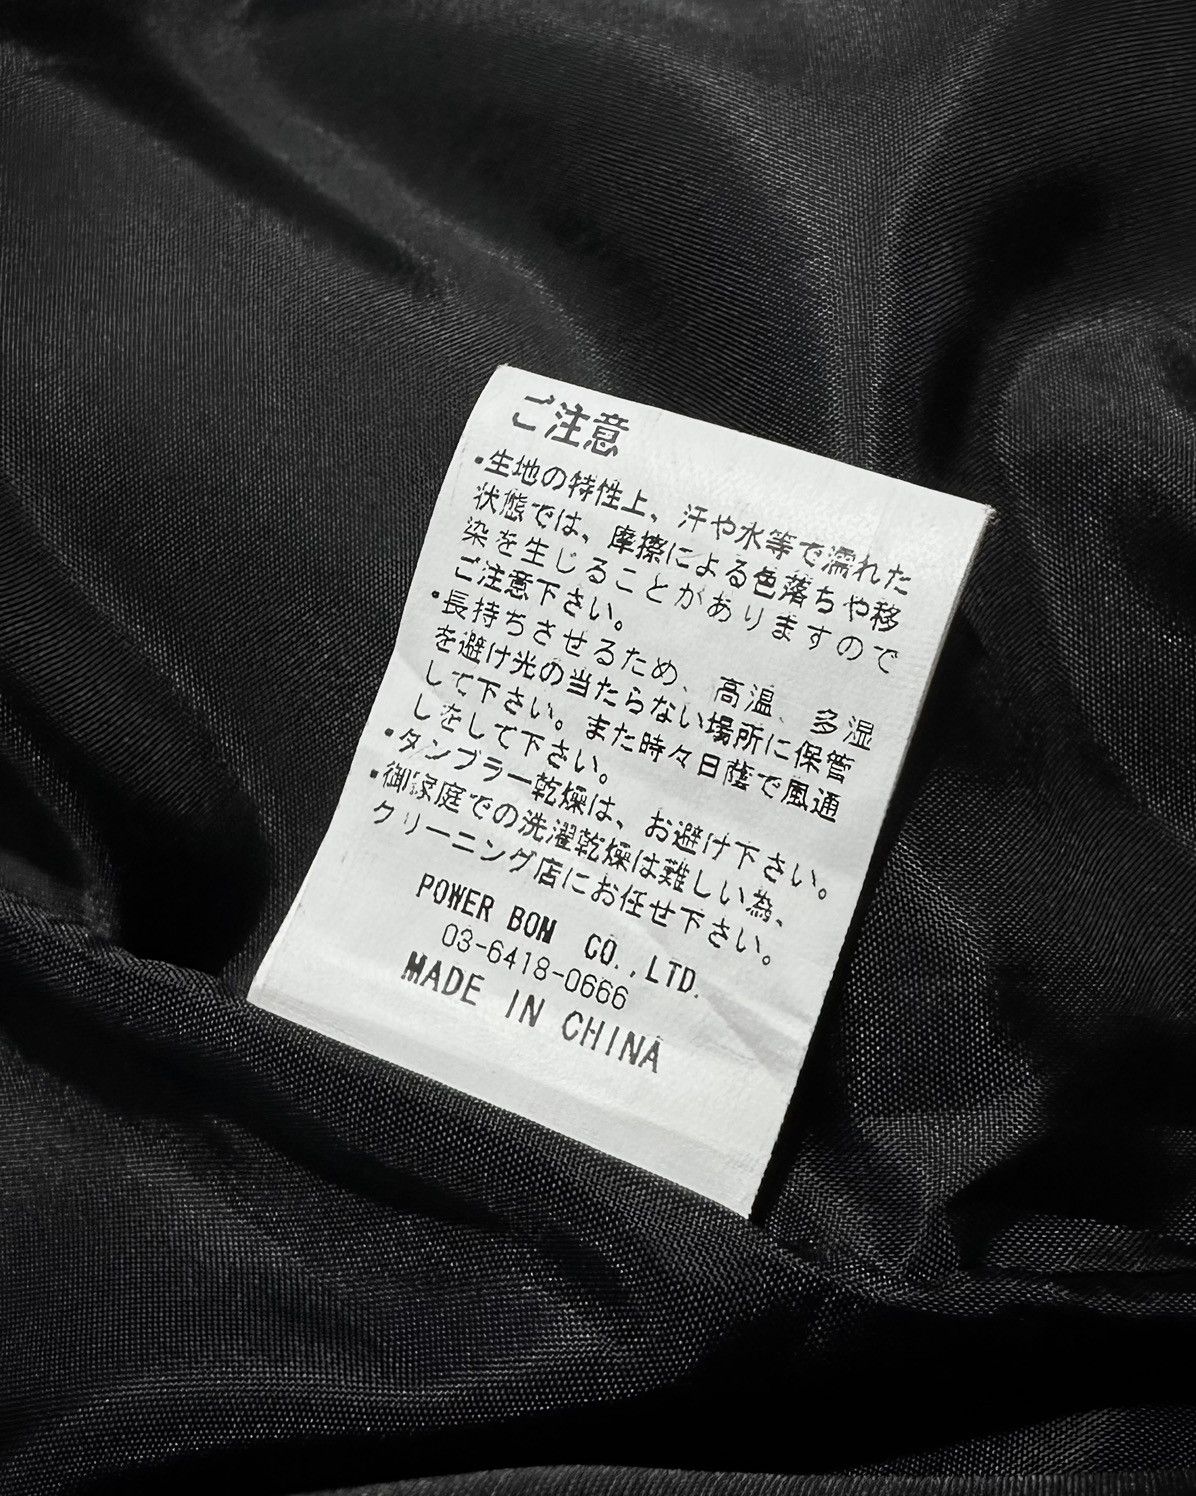 ご注意
・生地の特性上、汗や水等で濡れた
状態では、摩擦による色落ちや移
染を生じることがありますので
ご注意下さい。
・長持ちさせるため、高温、多湿
を避け光の当たらない場所に保管
して下さい。また時々日蔭で風通
しをして下さい。
・タンブラー乾燥は、お避け下さい。
・御家庭での洗濯乾燥は難しい為、
クリーニング店にお任せ下さい。
POWER BOM CO.,LTD.
03-6418-0666
MADE IN CHINA